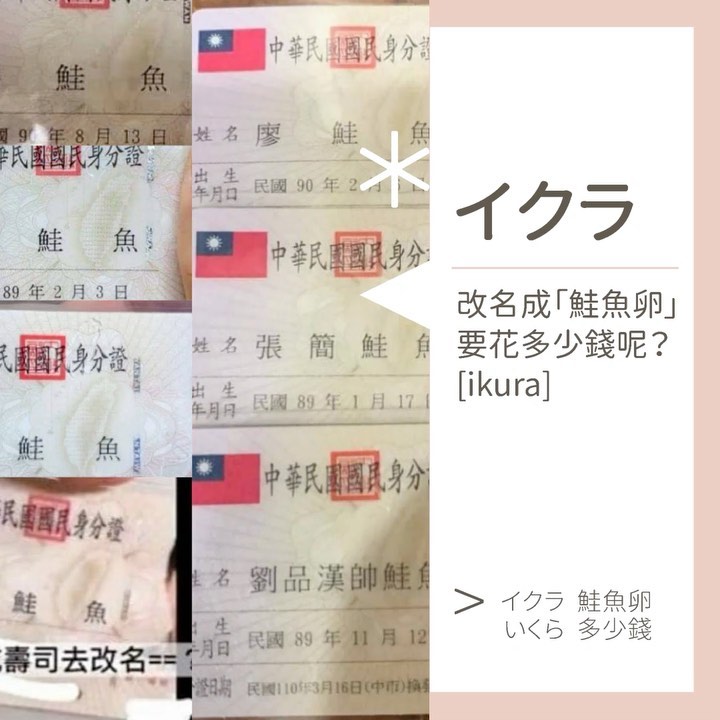 鮭 魚
90 年 8 月 13 日
民國國民身分證
鮭 魚
89 年 2 月 3 日
民國國民身分證
鮭 魚
民國國民身分證
鮭 魚
壽司去改名==?
中華民國國民身分
姓名 廖 鮭 魚
出生
年月日 民國 90 年 2 月
中華民國國民身分
姓名 張 簡 鮭 魚
出生
年月日 民國 89 年 1 月 17
中華民國國民身分
姓名 劉品漢帥鮭魚
出生
年月日 民國 89 年 11 月 12
證日期 民國110年3月16日(中市)換發
*
イクラ
改名成「鮭魚卵」
要花多少錢呢?
[ikura]
> イクラ 鮭魚卵
いくら 多少錢